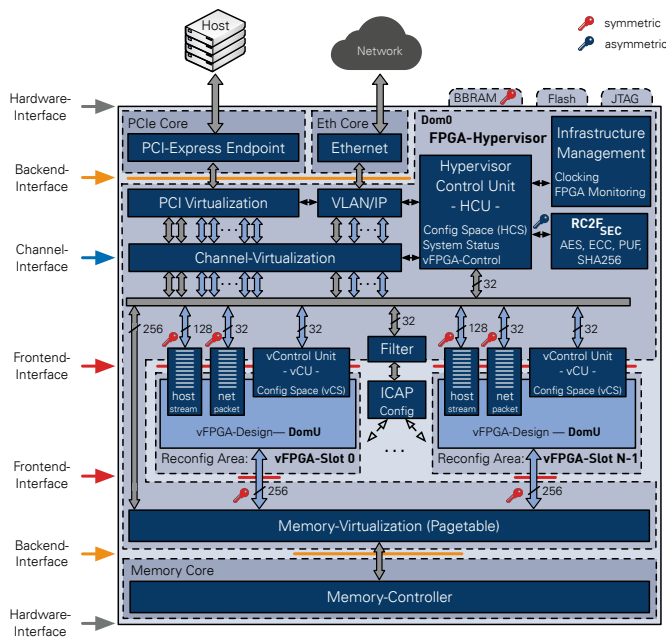 Host
Network
symmetric
asymmetric
Hardware-
Interface
BBRAM
Flash
JTAG
PCIe Core
Eth Core
Dom0
FPGA-Hypervisor
PCI-Express Endpoint
Ethernet
Infrastructure
Management
Clocking
FPGA Monitoring
Backend-
Interface
Hypervisor
Control Unit
- HCU -
Config Space (HCS)
System Status
vFPGA-Control
PCI Virtualization
VLAN/IP
RC2F SEC
AES, ECC, PUF,
SHA256
Channel-
Interface
Channel-Virtualization
32
256
128
32
32
32
128
32
32
Frontend-
Interface
Filter
ICAP
Config
...
host
stream
net
packet
vControl Unit
- vCU -
Config Space (vCS)
vFPGA-Design— DomU
Reconfig Area: vFPGA-Slot 0
host
stream
net
packet
vControl Unit
- vCU -
Config Space (vCS)
vFPGA-Design— DomU
Reconfig Area: vFPGA-Slot N-1
Frontend-
Interface
256
256
Memory-Virtualization (Pagetable)
Backend-
Interface
Memory Core
Memory-Controller
Hardware-
Interface